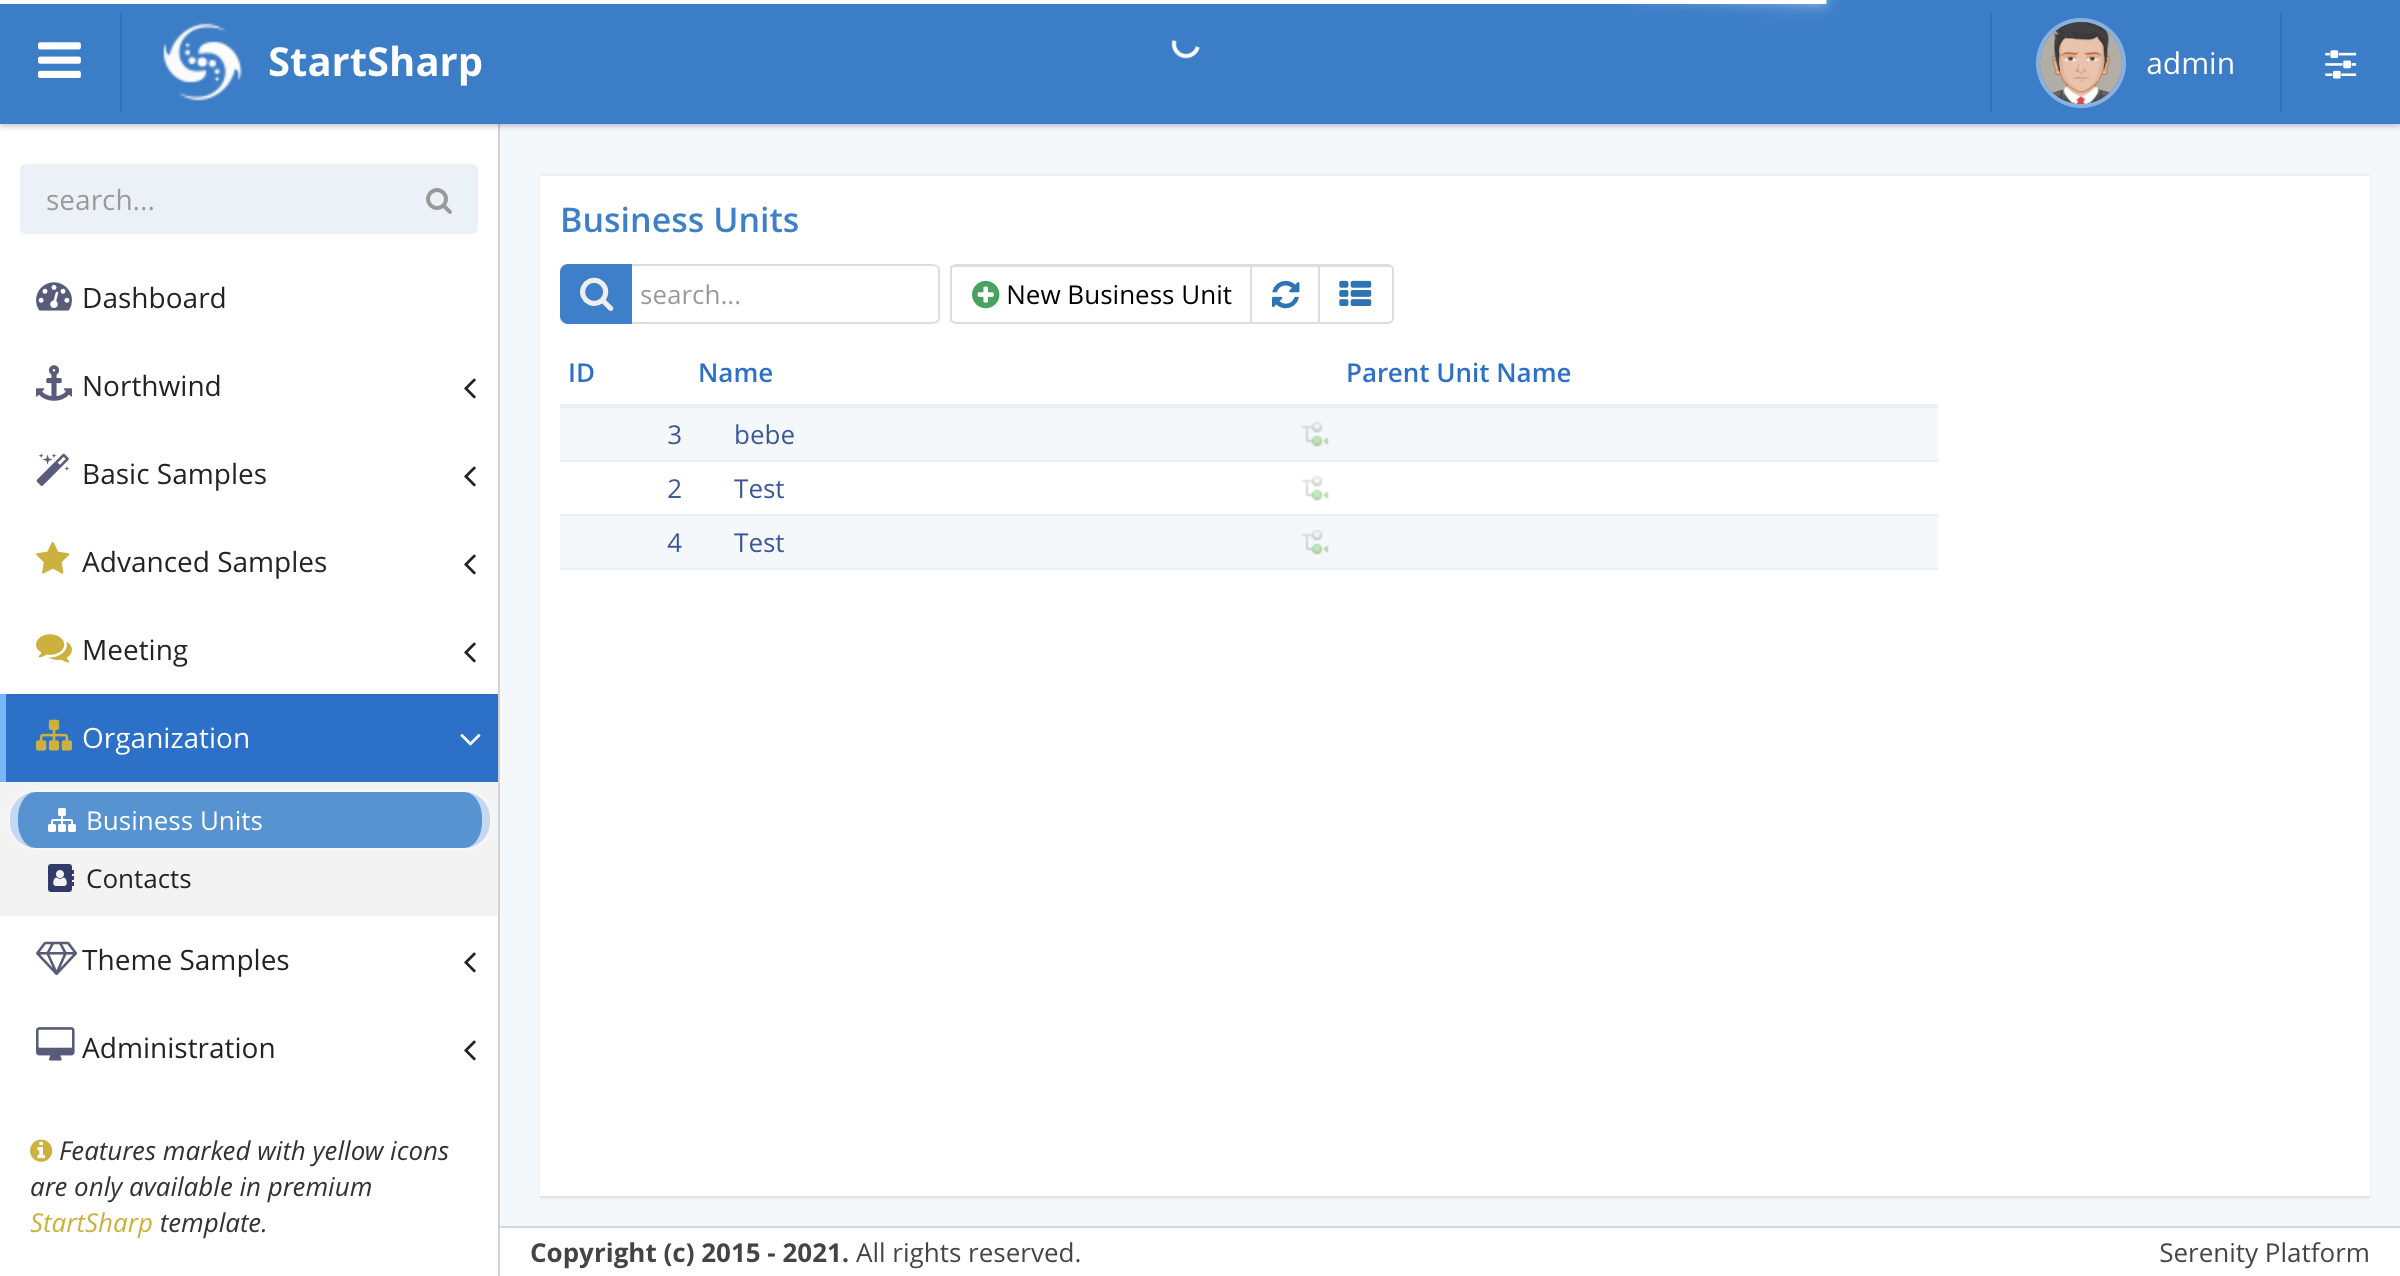 StartSharp
admin
search...
Dashboard
Northwind
Basic Samples
Advanced Samples
Meeting
Organization
Business Units
Contacts
Theme Samples
Administration
Features marked with yellow icons
are only available in premium
StartSharp template.
Business Units
search...
New Business Unit
ID Name Parent Unit Name
3 bebe
2 Test
4 Test
Copyright (c) 2015 - 2021. All rights reserved.
Serenity Platform